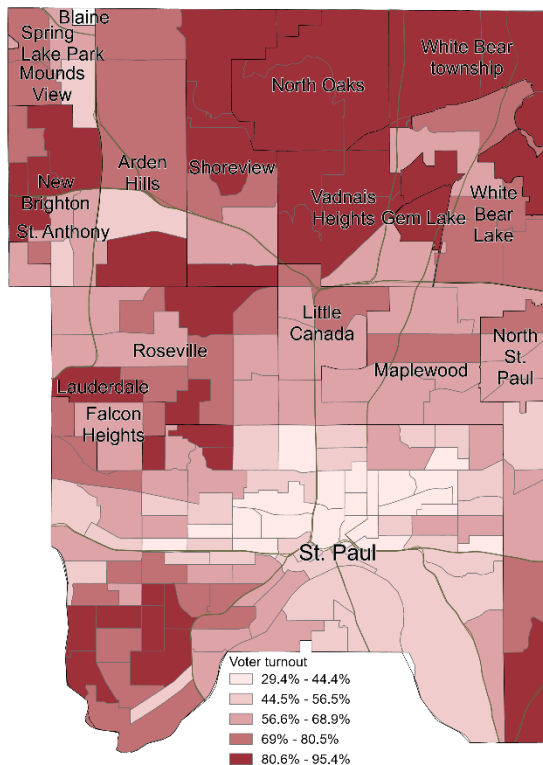 Blaine
Spring
Lake Park
Mounds
View
White Bear
township
North Oaks
Arden
Hills
Shoreview
New
Brighton
St. Anthony
Vadnais
Heights
Gem Lake
White
Bear
Lake
Little
Canada
Roseville
North
St.
Paul
Maplewood
Lauderdale
Falcon
Heights
St. Paul
Voter turnout
29.4% - 44.4%
44.5% - 56.5%
56.6% - 68.9%
69% - 80.5%
80.6% - 95.4%